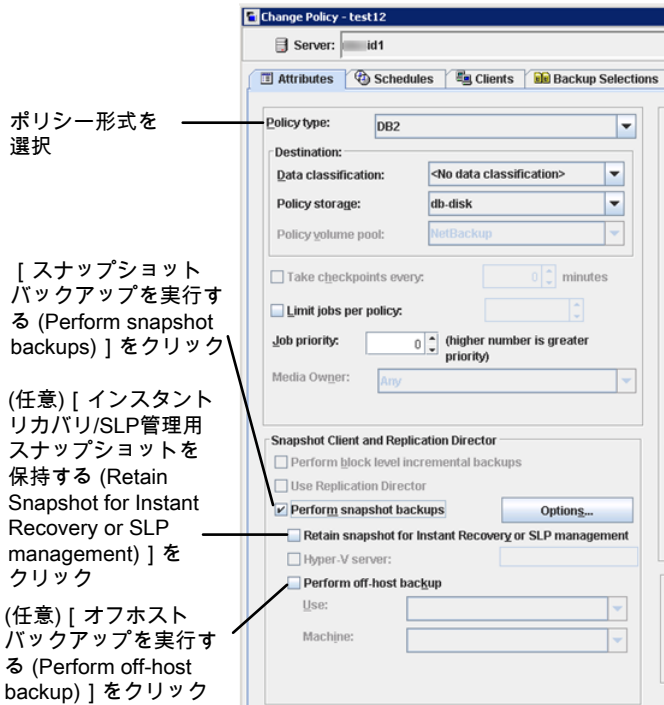 Change Policy - test12
Server: id1
Attributes
Schedules
Clients
Backup Selections
ポリシー形式を
選択
Policy type: DB2
Destination:
Data classification: <No data classification>
Policy storage: db-disk
Policy volume pool: NetBackup
[ スナップショット
バックアップを実行す
る (Perform snapshot
backups) ] をクリック
Take checkpoints every: 0 minutes
Limit jobs per policy:
Job priority: 0 (higher number is greater
priority)
Media Owner: Any
(任意) [ インスタント
リカバリ/SLP管理用
スナップショットを
保持する (Retain
Snapshot for Instant
Recovery or SLP
management) ] を
クリック
Snapshot Client and Replication Director
Perform block level incremental backups
Use Replication Director
Perform snapshot backups Options...
Retain snapshot for Instant Recovery or SLP management
Hyper-V server:
Perform off-host backup
Use:
Machine:
(任意) [ オフホスト
バックアップを実行す
る (Perform off-host
backup) ] をクリック